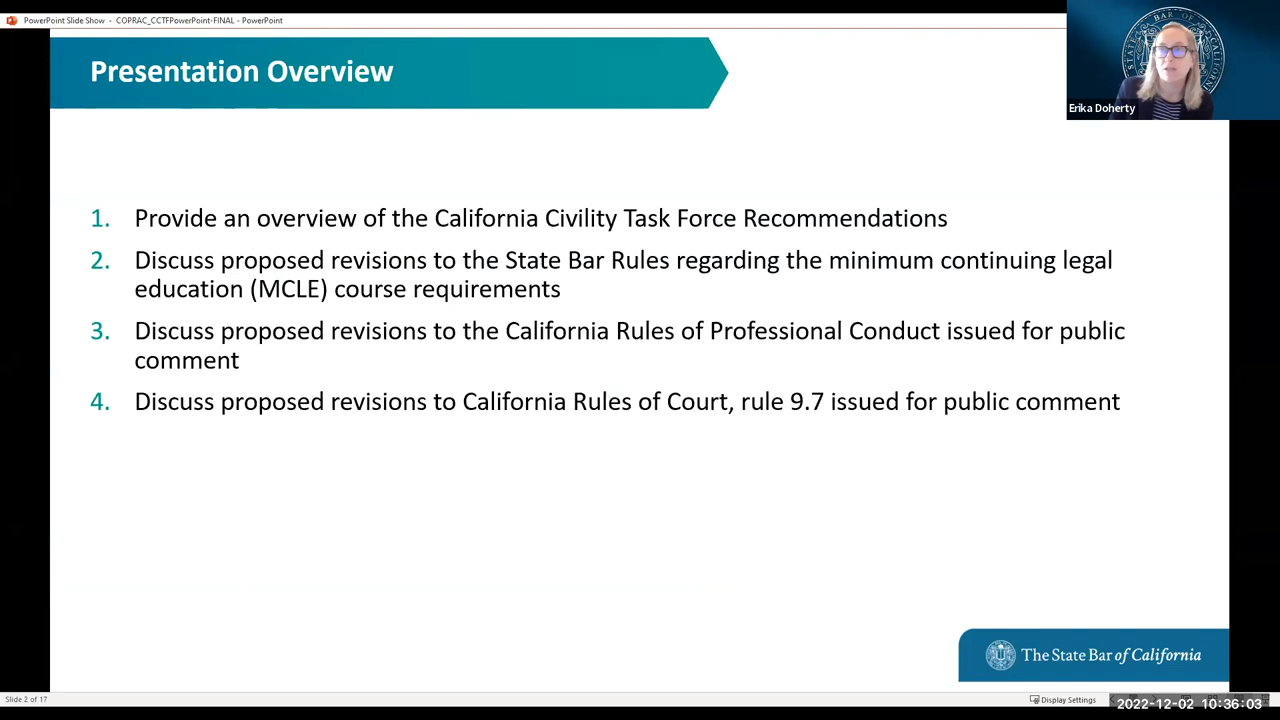 PowerPoint Slide Show - COPRAC_CCTFPowerPoint-FINAL - PowerPoint
Presentation Overview
Erika Doherty
1. Provide an overview of the California Civility Task Force Recommendations
2. Discuss proposed revisions to the State Bar Rules regarding the minimum continuing legal
education (MCLE) course requirements
3. Discuss proposed revisions to the California Rules of Professional Conduct issued for public
comment
4. Discuss proposed revisions to California Rules of Court, rule 9.7 issued for public comment
The State Bar of California
Slide 2 of 17
Display Settings
2022-12-02 10:36:03